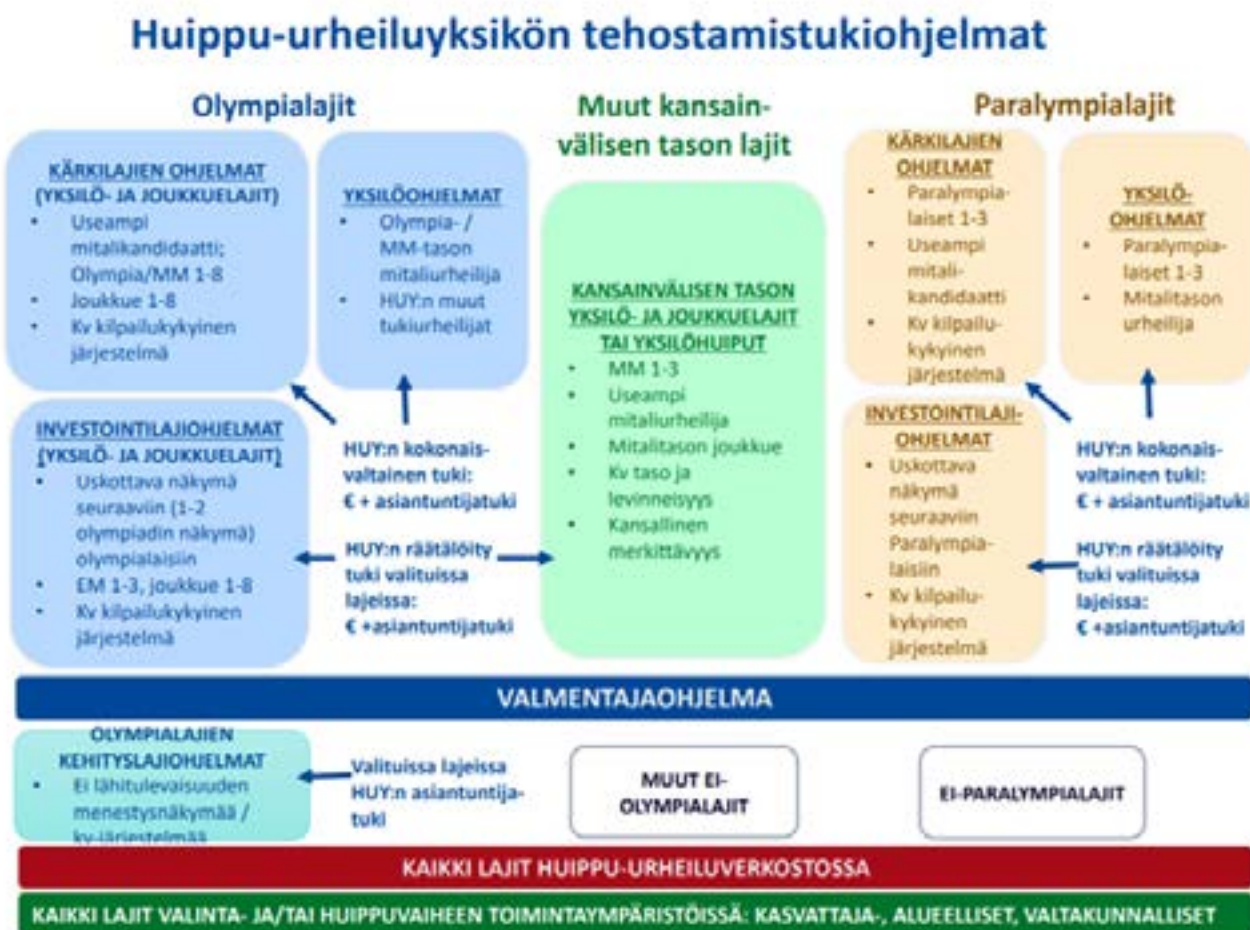 Huippu-urheiluyksikön tehostamistukiohjelmat
Olympialajit
KÄRKILAJIEN OHJELMAT
(YKSILÖ- JA JOUKKUELAJIT)
• Useampi
mitalikandidaatti;
Olympia/MM 1-8
• Joukkue 1-8
• Kv kilpailukykyinen
järjestelmä
YKSILÖOHJELMAT
• Olympia- /
MM-tason
mitaliurheilija
• HUY:n muut
tukiurheilijat
INVESTOINTILAJIOHJELMAT
(YKSILÖ- JA JOUKKUELAJIT)
• Uskottava näkymä
seuraaviin (1-2
olympiadin näkymä)
olympialaisiin
• EM 1-3, joukkue 1-8
• Kv kilpailukykyinen
järjestelmä
HUY:n kokonais-
valtainen tuki:
€ + asiantuntijatuki
HUY:n räätälöity
tuki valituissa
lajeissa:
€ +asiantuntijatuki
Muut kansain-
välisen tason lajit
KANSAINVÄLISEN TASON
YKSILÖ- JA JOUKKUELAJIT
TAI YKSILÖHUIPUT
• MM 1-3
• Useampi
mitaliurheilija
• Mitalitason joukkue
• Kv taso ja
levinneisyys
• Kansallinen
merkittävyys
Paralympialajit
KÄRKILAJIEN
OHJELMAT
• Paralympia-
laiset 1-3
• Useampi
mitali-
kandidaatti
• Kv kilpailu-
kykyinen
järjestelmä
YKSILÖ-
OHJELMAT
• Paralympia-
laiset 1-3
• Mitalitason
urheilija
INVESTOINTILAJI-
OHJELMAT
• Uskottava
näkymä
seuraaviin
Paralympia-
laisiin
• Kv kilpailu-
kykyinen
järjestelmä
HUY:n kokonais-
valtainen tuki:
€ + asiantuntijatuki
HUY:n räätälöity
tuki valituissa
lajeissa:
€ +asiantuntijatuki
VALMENTAJAOHJELMA
OLYMPIALAJIEN
KEHITYSLAJIOHJELMAT
• Ei lähitulevaisuuden
menestysnäkymää /
kv-järjestelmää
Valituissa lajeissa
HUY:n asiantuntija-
tuki
MUUT EI-
OLYMPIALAJIT
EI-PARALYMPIALAJIT
KAIKKI LAJIT HUIPPU-URHEILUVERKOSTOSSA
KAIKKI LAJIT VALINTA- JA/TAI HUIPPUVAIHEEN TOIMINTAYMPÄRISTÖISSÄ: KASVATTAJA-, ALUEELLISET, VALTAKUNNALLISET